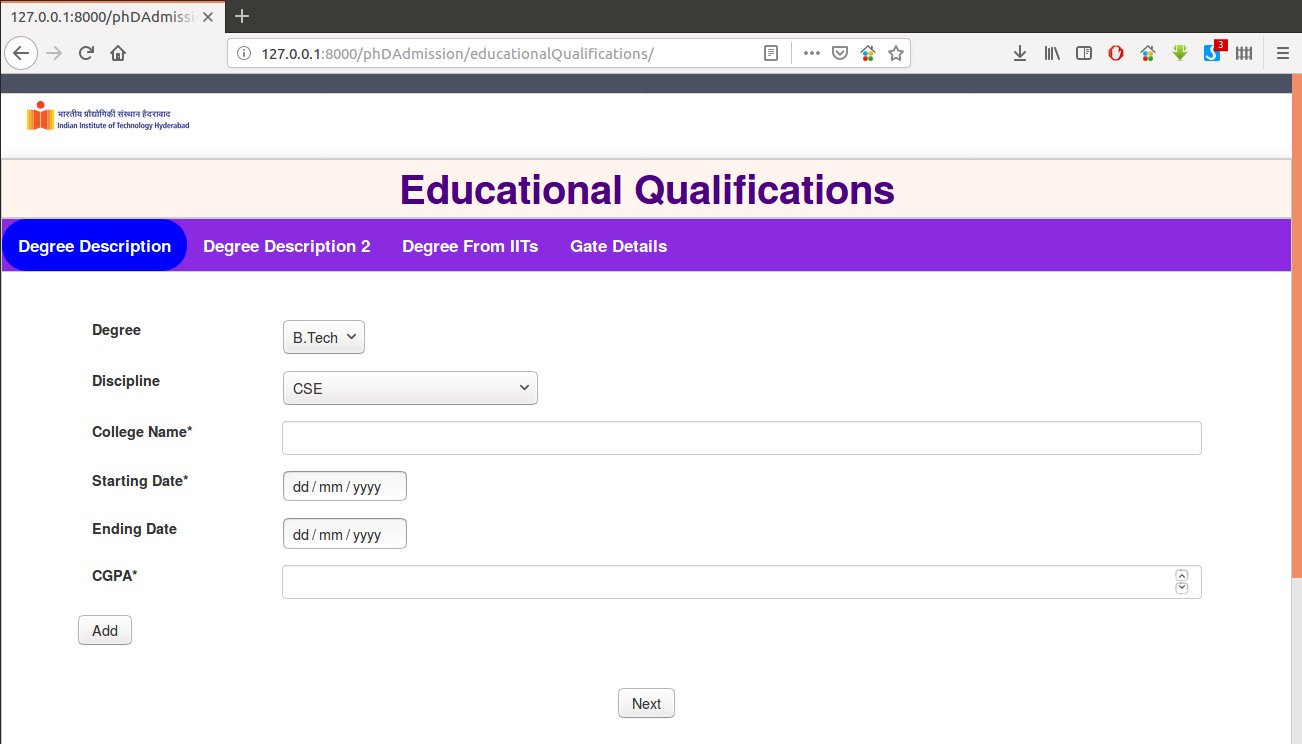 127.0.0.1:8000/phDAdmissi
127.0.0.1:8000/phDAdmission/educationalQualifications/
3
भारतीय प्रौद्योगिकी संस्थान हैदराबाद
Indian Institute of Technology Hyderabad
Educational Qualifications
Degree Description Degree Description 2 Degree From IITs Gate Details
Degree B.Tech
Discipline CSE
College Name*
Starting Date* dd / mm / yyyy
Ending Date dd / mm / yyyy
CGPA*
Add
Next